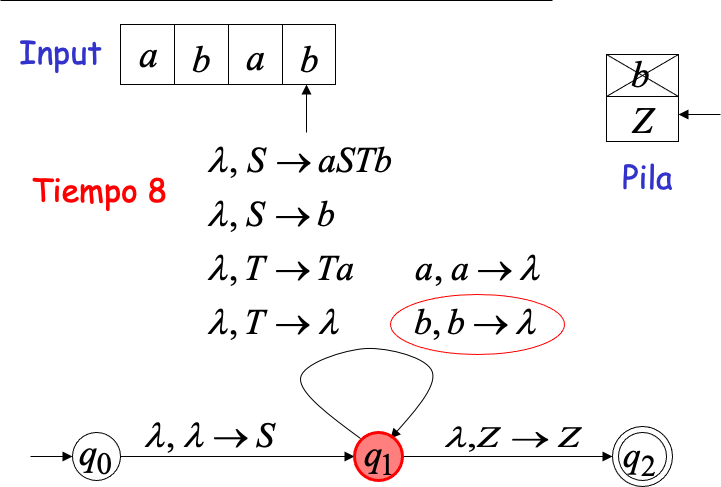 Input a b a b
b
Z
Pila
Tiempo 8
λ, S → aSTb
λ, S → b
λ, T → Ta a, a → λ
λ, T → λ b, b → λ
λ, λ → S λ,Z → Z
q0 q1 q2